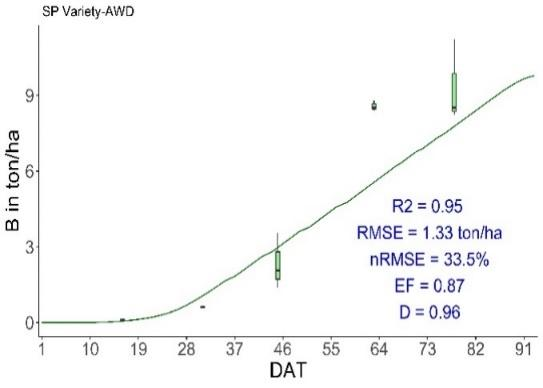 SP Variety-AWD
B in ton/ha
9
6
3
0
R2 = 0.95
RMSE = 1.33 ton/ha
nRMSE = 33.5%
EF = 0.87
D = 0.96
1 10 19 28 37 46 55 64 73 82 91
DAT